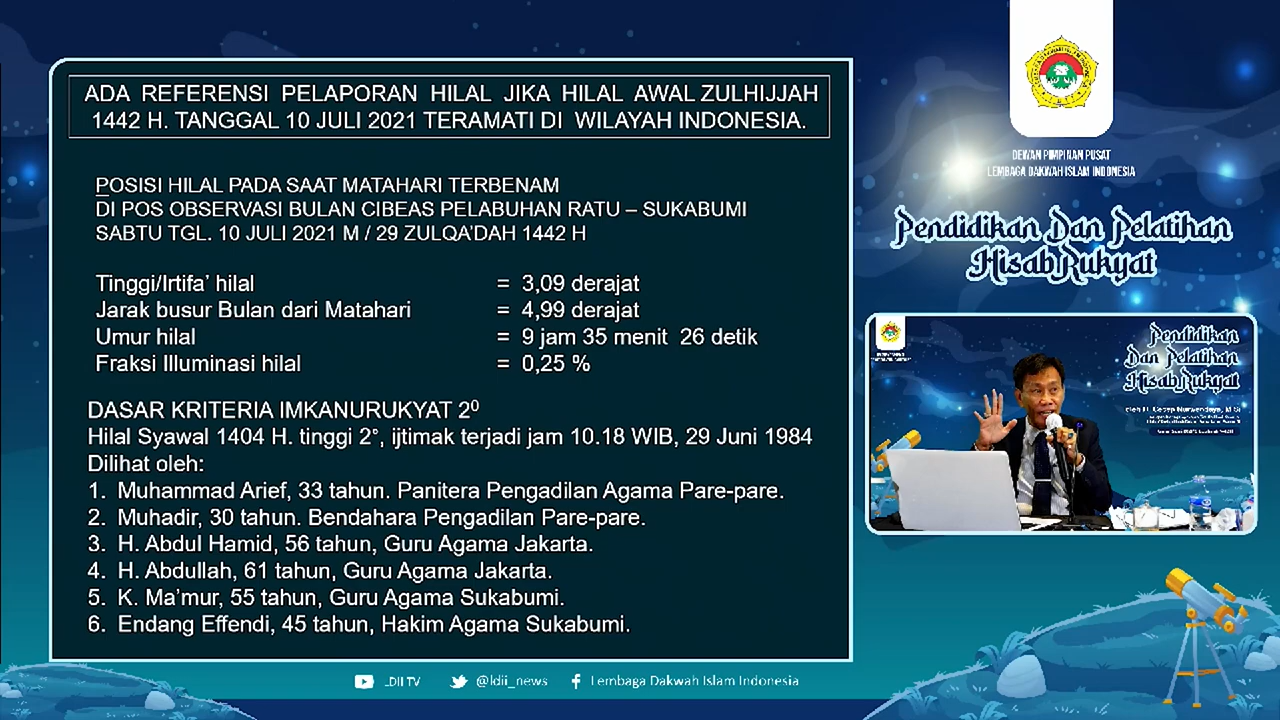 ADA REFERENSI PELAPORAN HILAL JIKA HILAL AWAL ZULHIJJAH
1442 H. TANGGAL 10 JULI 2021 TERAMATI DI WILAYAH INDONESIA.
POSISI HILAL PADA SAAT MATAHARI TERBENAM
DI POS OBSERVASI BULAN CIBEAS PELABUHAN RATU – SUKABUMI
SABTU TGL. 10 JULI 2021 M / 29 ZULQA'DAH 1442 H
Tinggi/Irtifa' hilal = 3,09 derajat
Jarak busur Bulan dari Matahari = 4,99 derajat
Umur hilal = 9 jam 35 menit 26 detik
Fraksi Illuminasi hilal = 0,25 %
DASAR KRITERIA IMKANURUKYAT 2⁰
Hilal Syawal 1404 H. tinggi 2°, ijtimak terjadi jam 10.18 WIB, 29 Juni 1984
Dilihat oleh:
1. Muhammad Arief, 33 tahun. Panitera Pengadilan Agama Pare-pare.
2. Muhadir, 30 tahun. Bendahara Pengadilan Pare-pare.
3. H. Abdul Hamid, 56 tahun, Guru Agama Jakarta.
4. H. Abdullah, 61 tahun, Guru Agama Jakarta.
5. K. Ma'mur, 55 tahun, Guru Agama Sukabumi.
6. Endang Effendi, 45 tahun, Hakim Agama Sukabumi.
DEWAN PIMPINAN PUSAT
LEMBAGA DAKWAH ISLAM INDONESIA
Pendidikan Dan Pelatihan
HisabRukyat
Pendidikan
Dan Pelatihan
HisabRukyat
oleh H. Cecep Nurwendaya, M.Si
LDII TV
@ldii_news
Lembaga Dakwah Islam Indonesia